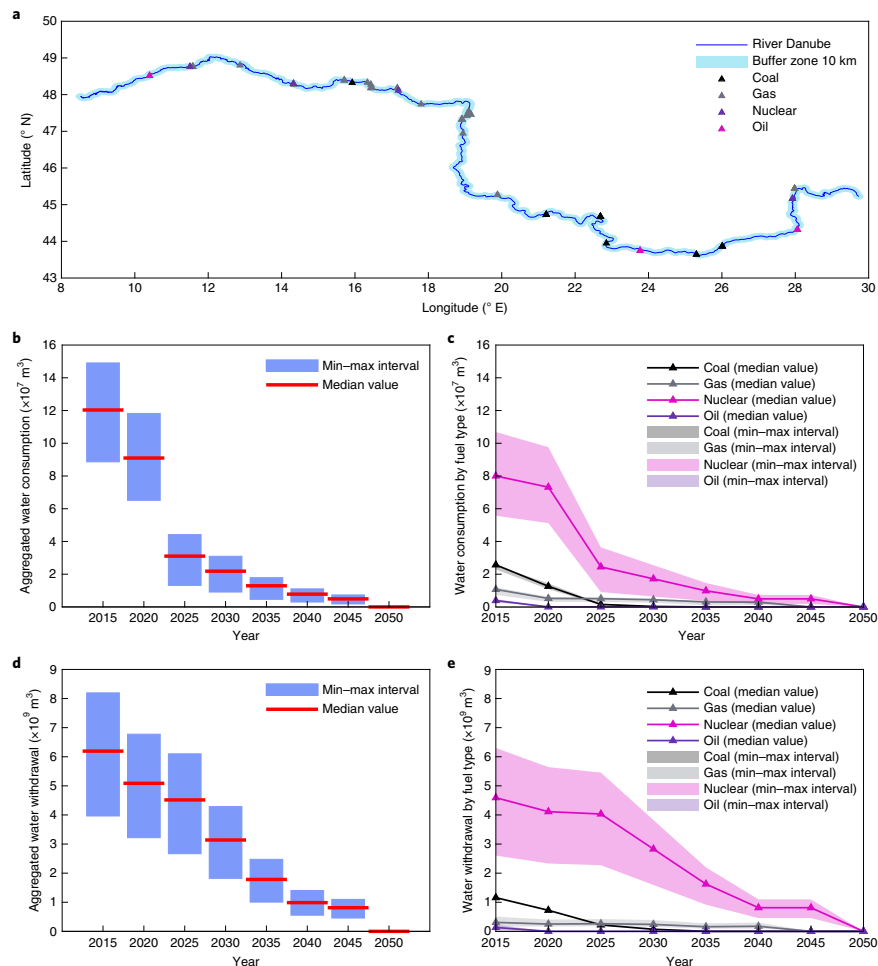 a
50
49
48
47
46
45
44
43
Latitude (° N)
8 10 12 14 16 18 20 22 24 26 28 30
Longitude (° E)
River Danube
Buffer zone 10 km
Coal
Gas
Nuclear
Oil
b
16
14
12
10
8
6
4
2
0
Aggregated water consumption (×10⁷ m³)
2015 2020 2025 2030 2035 2040 2045 2050
Year
Min–max interval
Median value
c
16
14
12
10
8
6
4
2
0
Water consumption by fuel type (×10⁷ m³)
2015 2020 2025 2030 2035 2040 2045 2050
Year
Coal (median value)
Gas (median value)
Nuclear (median value)
Oil (median value)
Coal (min–max interval)
Gas (min–max interval)
Nuclear (min–max interval)
Oil (min–max interval)
d
9
8
7
6
5
4
3
2
1
0
Aggregated water withdrawal (×10⁹ m³)
2015 2020 2025 2030 2035 2040 2045 2050
Year
Min–max interval
Median value
e
9
8
7
6
5
4
3
2
1
0
Water withdrawal by fuel type (×10⁹ m³)
2015 2020 2025 2030 2035 2040 2045 2050
Year
Coal (median value)
Gas (median value)
Nuclear (median value)
Oil (median value)
Coal (min–max interval)
Gas (min–max interval)
Nuclear (min–max interval)
Oil (min–max interval)